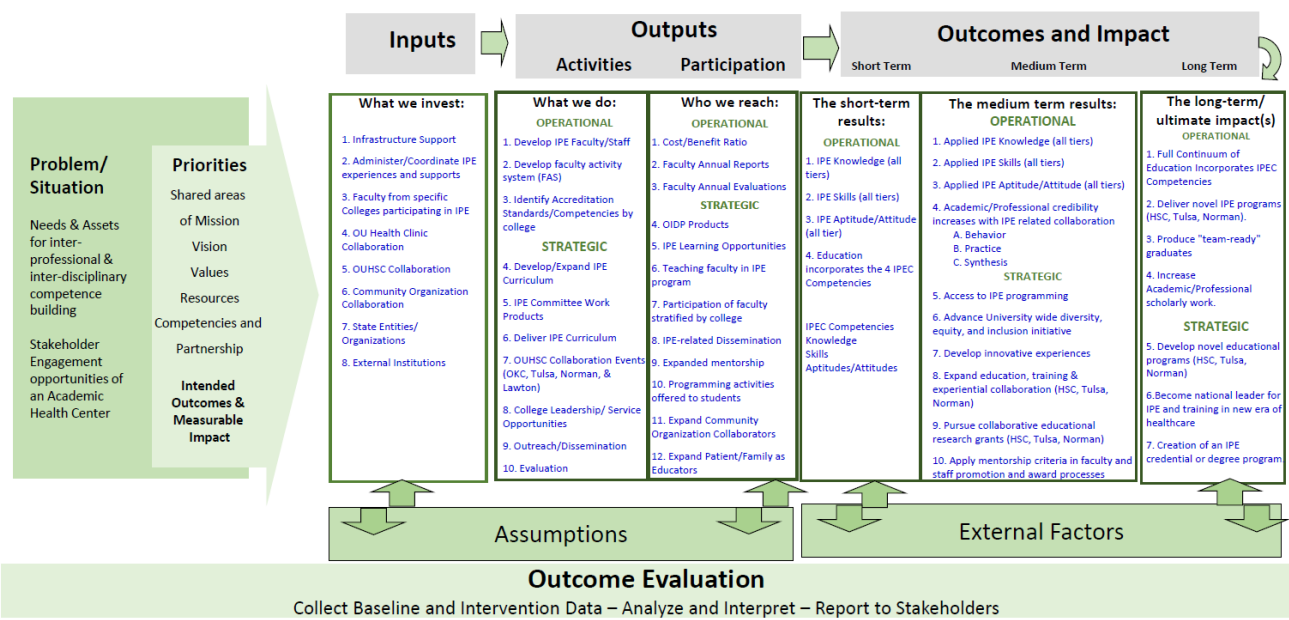 Inputs
Outputs
Activities
Participation
Outcomes and Impact
Short Term
Medium Term
Long Term
Problem/
Situation
Needs & Assets
for inter-
professional &
inter-disciplinary
competence
building
Stakeholder
Engagement
opportunities of
an Academic
Health Center
Priorities
Shared areas
of Mission
Vision
Values
Resources
Competencies and
Partnership
Intended
Outcomes &
Measurable
Impact
What we invest:
1. Infrastructure Support
2. Administer/Coordinate IPE
experiences and supports
3. Faculty from specific
Colleges participating in IPE
4. OU Health Clinic
Collaboration
5. OUHSC Collaboration
6. Community Organization
Collaboration
7. State Entities/
Organizations
8. External Institutions
What we do:
OPERATIONAL
1. Develop IPE Faculty/Staff
2. Develop faculty activity
system (FAS)
3. Identify Accreditation
Standards/Competencies by
college
STRATEGIC
4. Develop/Expand IPE
Curriculum
5. IPE Committee Work
Products
6. Deliver IPE Curriculum
7. OUHSC Collaboration Events
(OKC, Tulsa, Norman, &
Lawton)
8. College Leadership/ Service
Opportunities
9. Outreach/Dissemination
10. Evaluation
Who we reach:
OPERATIONAL
1. Cost/Benefit Ratio
2. Faculty Annual Reports
3. Faculty Annual Evaluations
STRATEGIC
4. OIDP Products
5. IPE Learning Opportunities
6. Teaching faculty in IPE
program
7. Participation of faculty
stratified by college
8. IPE-related Dissemination
9. Expanded mentorship
10. Programming activities
offered to students
11. Expand Community
Organization Collaborators
12. Expand Patient/Family as
Educators
The short-term
results:
OPERATIONAL
1. IPE Knowledge (all
tiers)
2. IPE Skills (all tiers)
3. IPE Aptitude/Attitude
(all tier)
4. Education
incorporates the 4 IPEC
Competencies
IPEC Competencies
Knowledge
Skills
Aptitudes/Attitudes
The medium term results:
OPERATIONAL
1. Applied IPE Knowledge (all tiers)
2. Applied IPE Skills (all tiers)
3. Applied IPE Aptitude/Attitude (all tiers)
4. Academic/Professional credibility
increases with IPE related collaboration
A. Behavior
B. Practice
C. Synthesis
STRATEGIC
5. Access to IPE programming
6. Advance University wide diversity,
equity, and inclusion initiative
7. Develop innovative experiences
8. Expand education, training &
experiential collaboration (HSC, Tulsa,
Norman)
9. Pursue collaborative educational
research grants (HSC, Tulsa, Norman)
10. Apply mentorship criteria in faculty and
staff promotion and award processes
The long-term/
ultimate impact(s)
OPERATIONAL
1. Full Continuum of
Education Incorporates IPEC
Competencies
2. Deliver novel IPE programs
(HSC, Tulsa, Norman).
3. Produce "team-ready"
graduates
4. Increase
Academic/Professional
scholarly work.
STRATEGIC
5. Develop novel educational
programs (HSC, Tulsa,
Norman)
6.Become national leader for
IPE and training in new era of
healthcare
7. Creation of an IPE
credential or degree program.
Assumptions
External Factors
Outcome Evaluation
Collect Baseline and Intervention Data – Analyze and Interpret – Report to Stakeholders